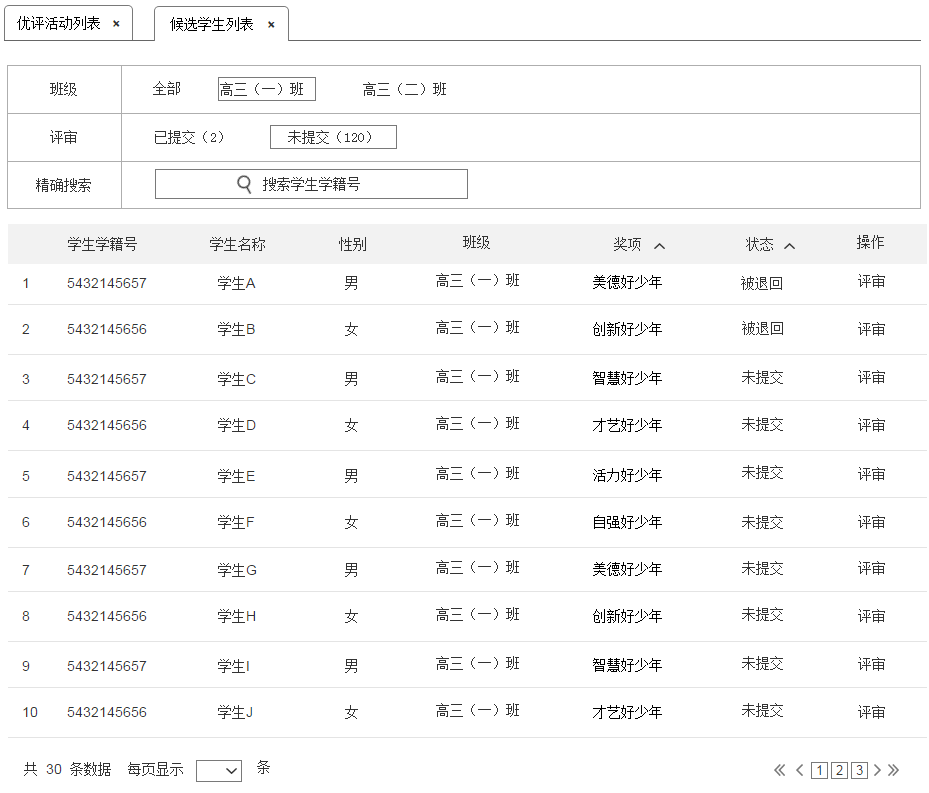 优评活动列表 × 候选学生列表 ×
班级 全部 高三（一）班 高三（二）班
评审 已提交（2） 未提交（120）
精确搜索 搜索学生学籍号
学生学籍号 学生名称 性别 班级 奖项 状态 操作
1 5432145657 学生A 男 高三（一）班 美德好少年 被退回 评审
2 5432145656 学生B 女 高三（一）班 创新好少年 被退回 评审
3 5432145657 学生C 男 高三（一）班 智慧好少年 未提交 评审
4 5432145656 学生D 女 高三（一）班 才艺好少年 未提交 评审
5 5432145657 学生E 男 高三（一）班 活力好少年 未提交 评审
6 5432145656 学生F 女 高三（一）班 自强好少年 未提交 评审
7 5432145657 学生G 男 高三（一）班 美德好少年 未提交 评审
8 5432145656 学生H 女 高三（一）班 创新好少年 未提交 评审
9 5432145657 学生I 男 高三（一）班 智慧好少年 未提交 评审
10 5432145656 学生J 女 高三（一）班 才艺好少年 未提交 评审
共 30 条数据 每页显示 条 1 2 3